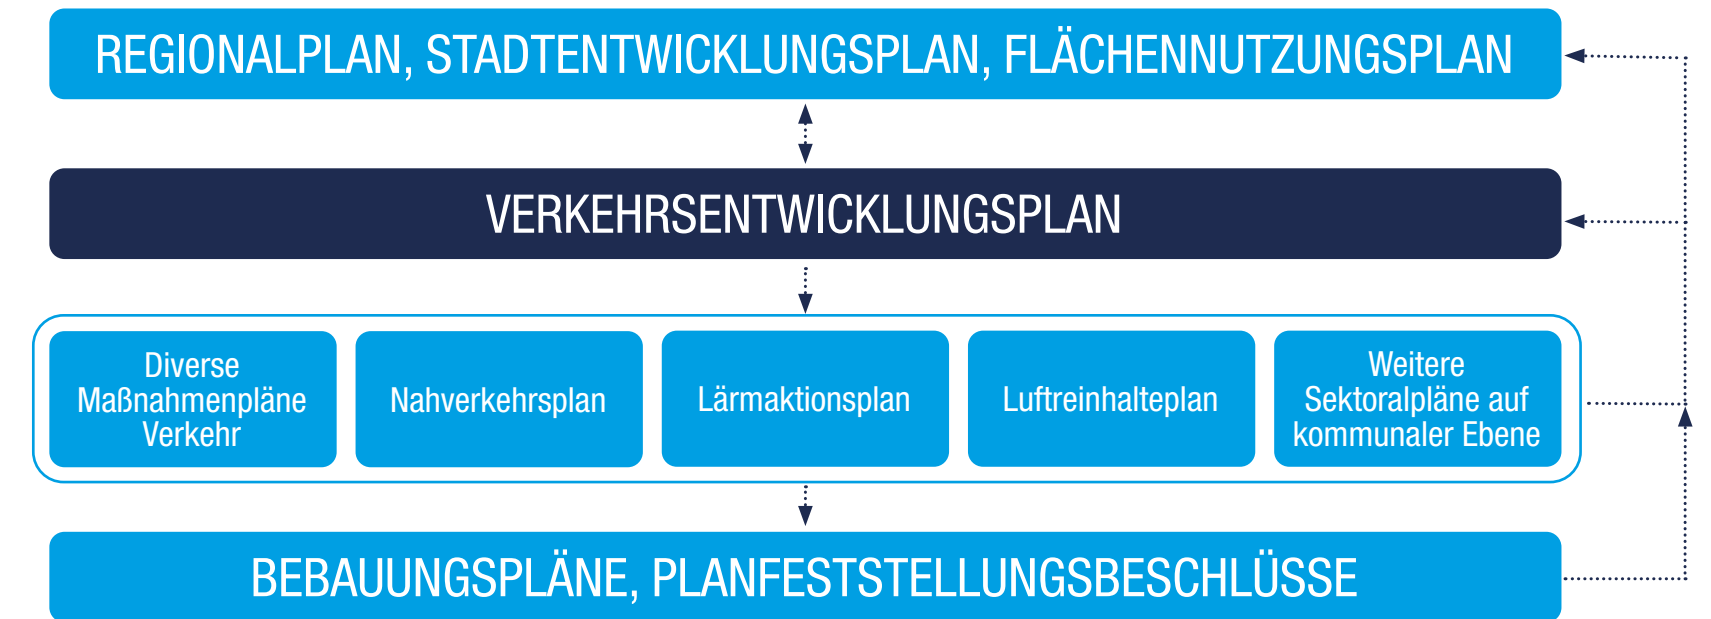 REGIONALPLAN, STADTENTWICKLUNGSPLAN, FLÄCHENNUTZUNGSPLAN
VERKEHRSENTWICKLUNGSPLAN
Diverse
Maßnahmenpläne
Verkehr
Nahverkehrsplan
Lärmaktionsplan
Luftreinhalteplan
Weitere
Sektoralpläne auf
kommunaler Ebene
BEBAUUNGSPLÄNE, PLANFESTSTELLUNGSBESCHLÜSSE